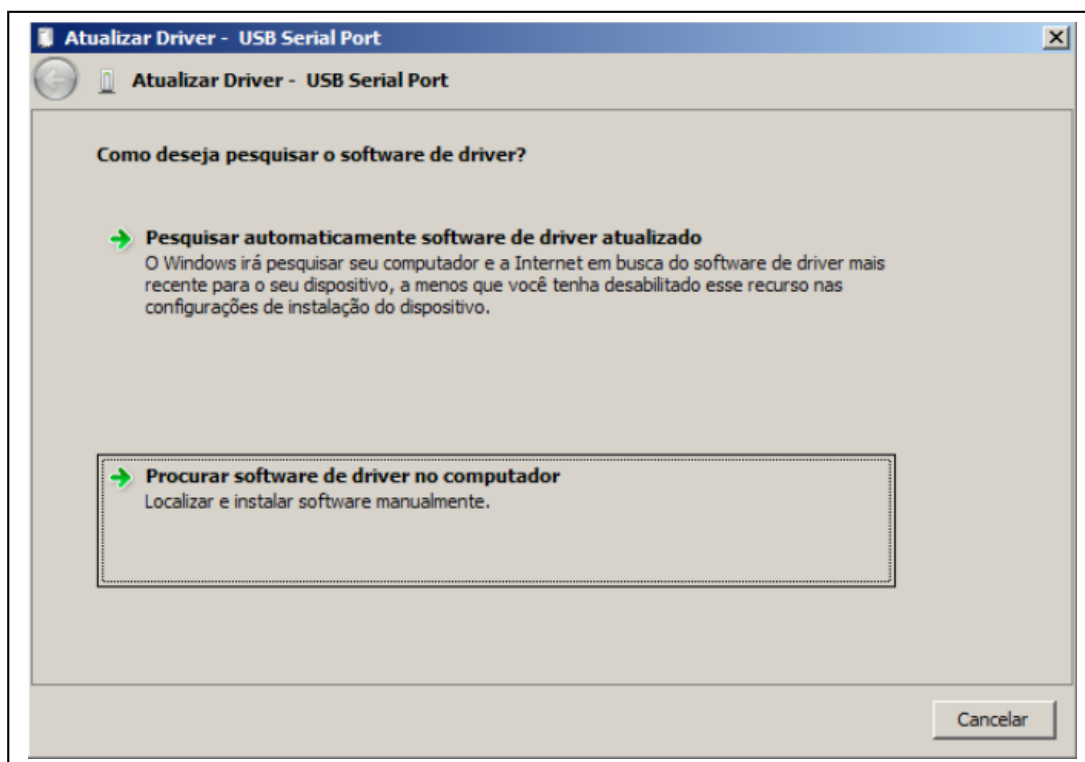 Atualizar Driver - USB Serial Port
Atualizar Driver - USB Serial Port
Como deseja pesquisar o software de driver?
Pesquisar automaticamente software de driver atualizado
O Windows irá pesquisar seu computador e a Internet em busca do software de driver mais
recente para o seu dispositivo, a menos que você tenha desabilitado esse recurso nas
configurações de instalação do dispositivo.
Procurar software de driver no computador
Localizar e instalar software manualmente.
Cancelar